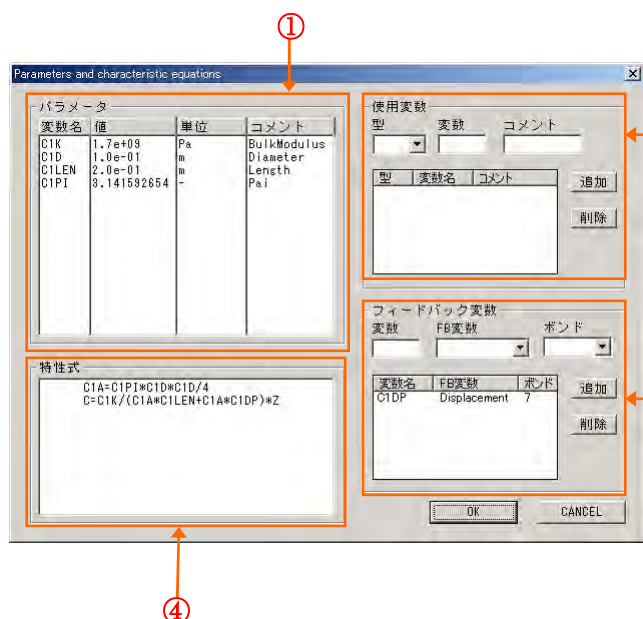 ①
Parameters and characteristic equations
パラメータ
変数名 値 単位 コメント
C1K 1.7e+09 Pa BulkModulus
C1D 1.0e-01 m Diameter
C1LEN 2.0e-01 m Length
C1PI 3.141592654 - Pai
使用変数
型 変数 コメント
型 変数名 コメント
追加
削除
フィードバック変数
変数 FB変数 ボンド
変数名 FB変数 ボンド
C1DP Displacement 7
追加
削除
特性式
C1A=C1PI*C1D*C1D/4
C=C1K/(C1A*C1LEN+C1A*C1DP)*Z
OK CANCEL
④